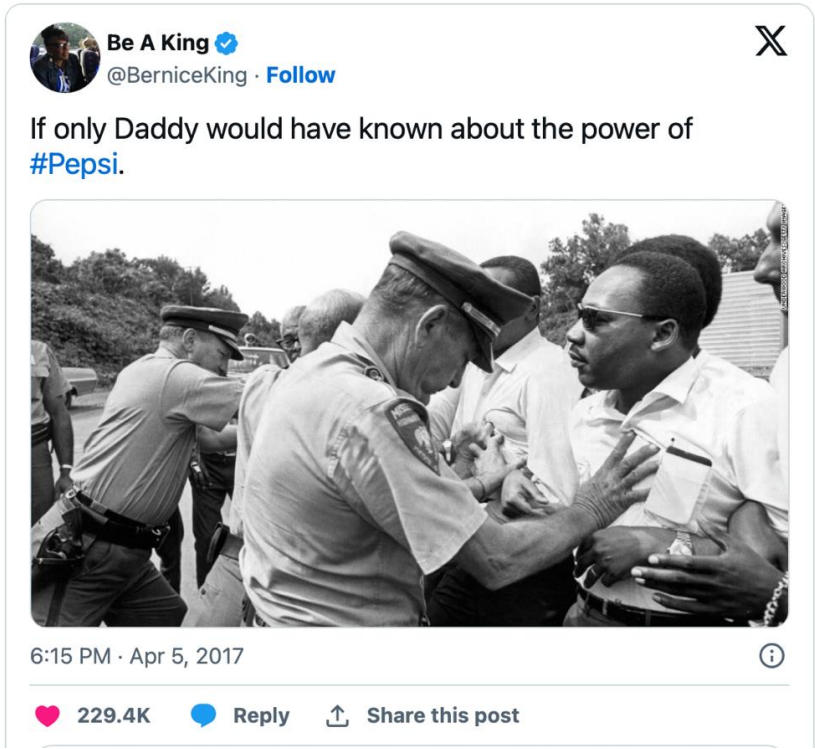 Be A King
@BerniceKing · Follow
If only Daddy would have known about the power of
#Pepsi.
6:15 PM · Apr 5, 2017
229.4K Reply Share this post